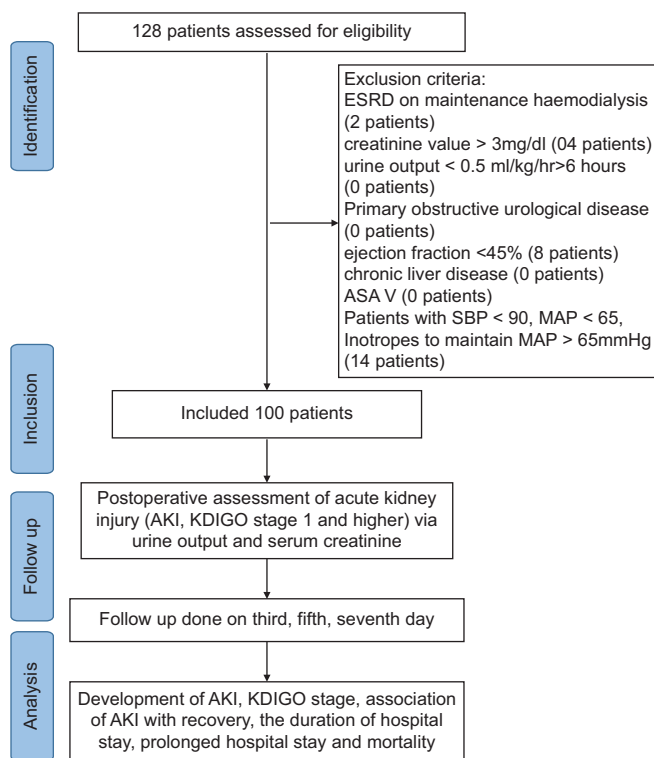 128 patients assessed for eligibility
Identification
Exclusion criteria:
ESRD on maintenance haemodialysis
(2 patients)
creatinine value > 3mg/dl (04 patients)
urine output < 0.5 ml/kg/hr>6 hours
(0 patients)
Primary obstructive urological disease
(0 patients)
ejection fraction <45% (8 patients)
chronic liver disease (0 patients)
ASA V (0 patients)
Patients with SBP < 90, MAP < 65,
Inotropes to maintain MAP > 65mmHg
(14 patients)
Inclusion
Included 100 patients
Follow up
Postoperative assessment of acute kidney
injury (AKI, KDIGO stage 1 and higher) via
urine output and serum creatinine
Follow up done on third, fifth, seventh day
Analysis
Development of AKI, KDIGO stage, association
of AKI with recovery, the duration of hospital
stay, prolonged hospital stay and mortality